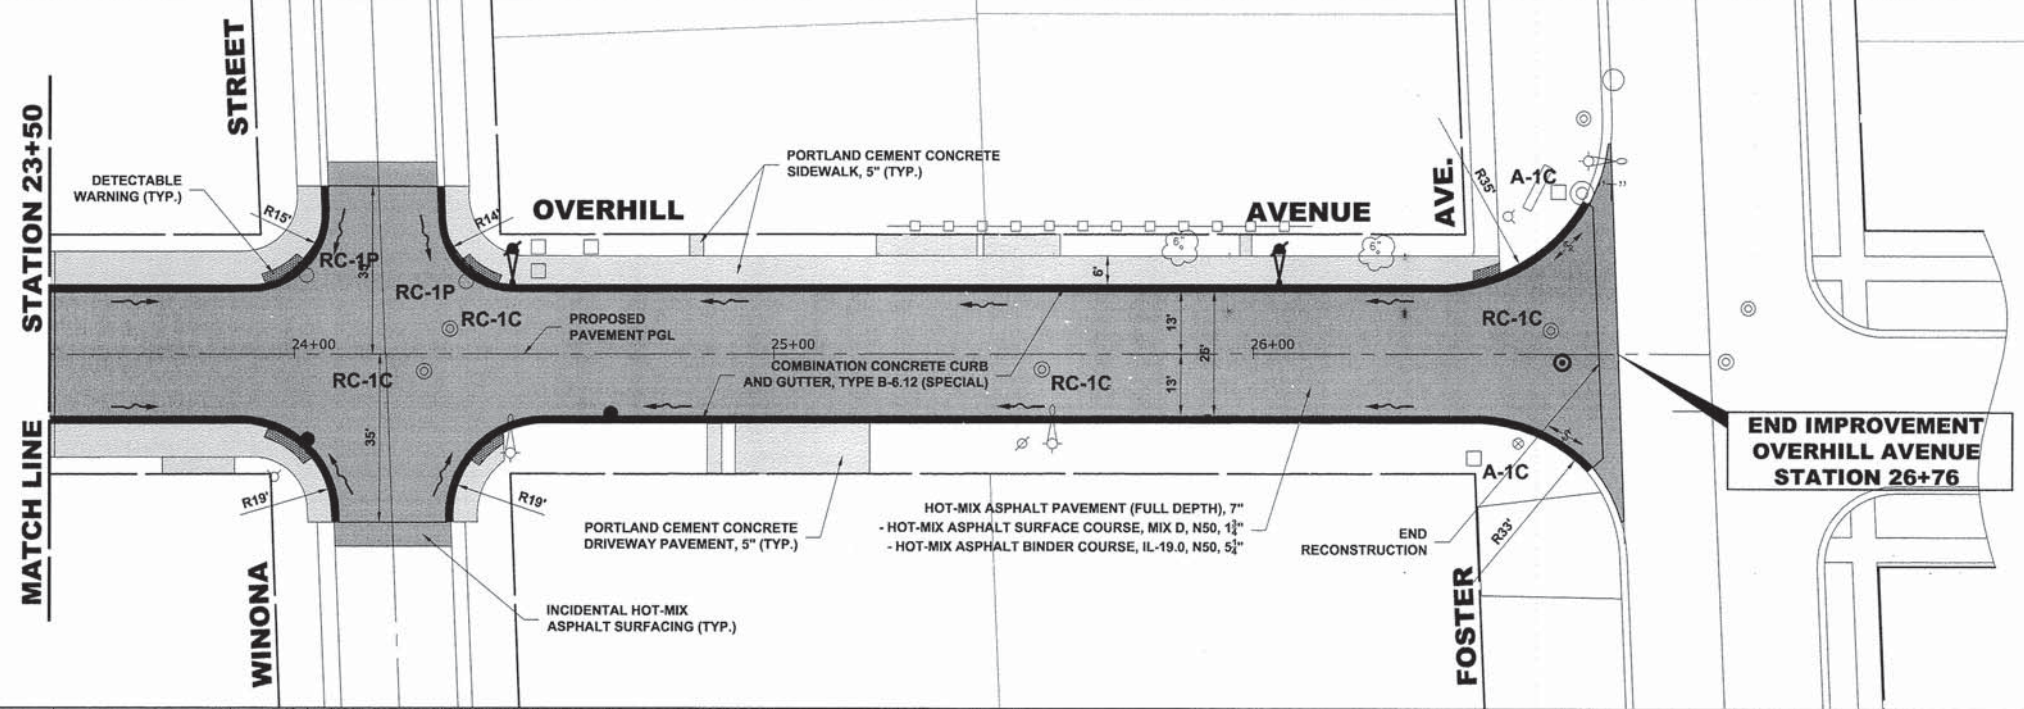 MATCH LINE STATION 23+50
STREET
DETECTABLE
WARNING (TYP.)
R15'
R14'
RC-1P
35'
RC-1P
RC-1C
RC-1C
24+00
PROPOSED
PAVEMENT PGL
OVERHILL AVENUE
PORTLAND CEMENT CONCRETE
SIDEWALK, 5" (TYP.)
6"
6"
6'
AVE.
R35'
A-1C
RC-1C
25+00
COMBINATION CONCRETE CURB
AND GUTTER, TYPE B-6.12 (SPECIAL)
RC-1C
13'
13'
26'
26+00
35'
R19'
R19'
WINONA
PORTLAND CEMENT CONCRETE
DRIVEWAY PAVEMENT, 5" (TYP.)
INCIDENTAL HOT-MIX
ASPHALT SURFACING (TYP.)
HOT-MIX ASPHALT PAVEMENT (FULL DEPTH), 7"
- HOT-MIX ASPHALT SURFACE COURSE, MIX D, N50, 1¾"
- HOT-MIX ASPHALT BINDER COURSE, IL-19.0, N50, 5¼"
A-1C
END
RECONSTRUCTION
R33'
FOSTER
END IMPROVEMENT
OVERHILL AVENUE
STATION 26+76